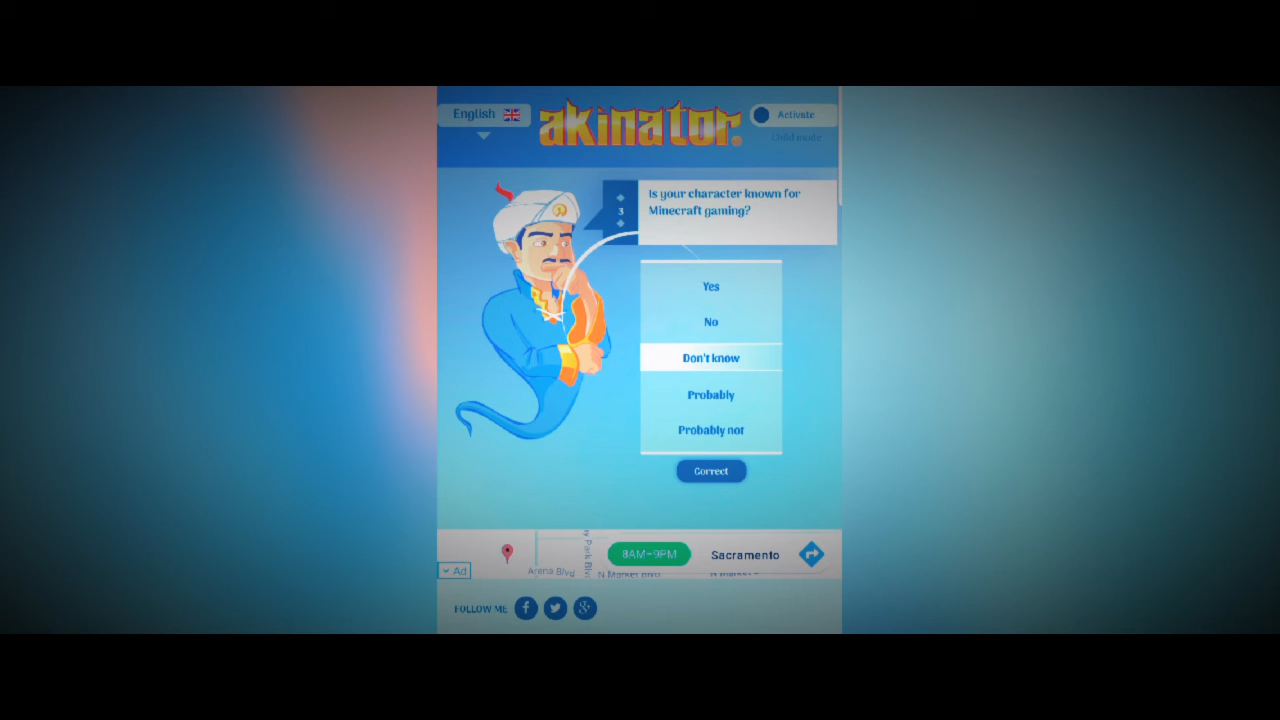 English
akinator.
Activate
Child mode
3
Is your character known for
Minecraft gaming?
Yes
No
Don't know
Probably
Probably not
Correct
8AM–9PM
Sacramento
Arena Blvd
N Market Blvd
Ad
FOLLOW ME